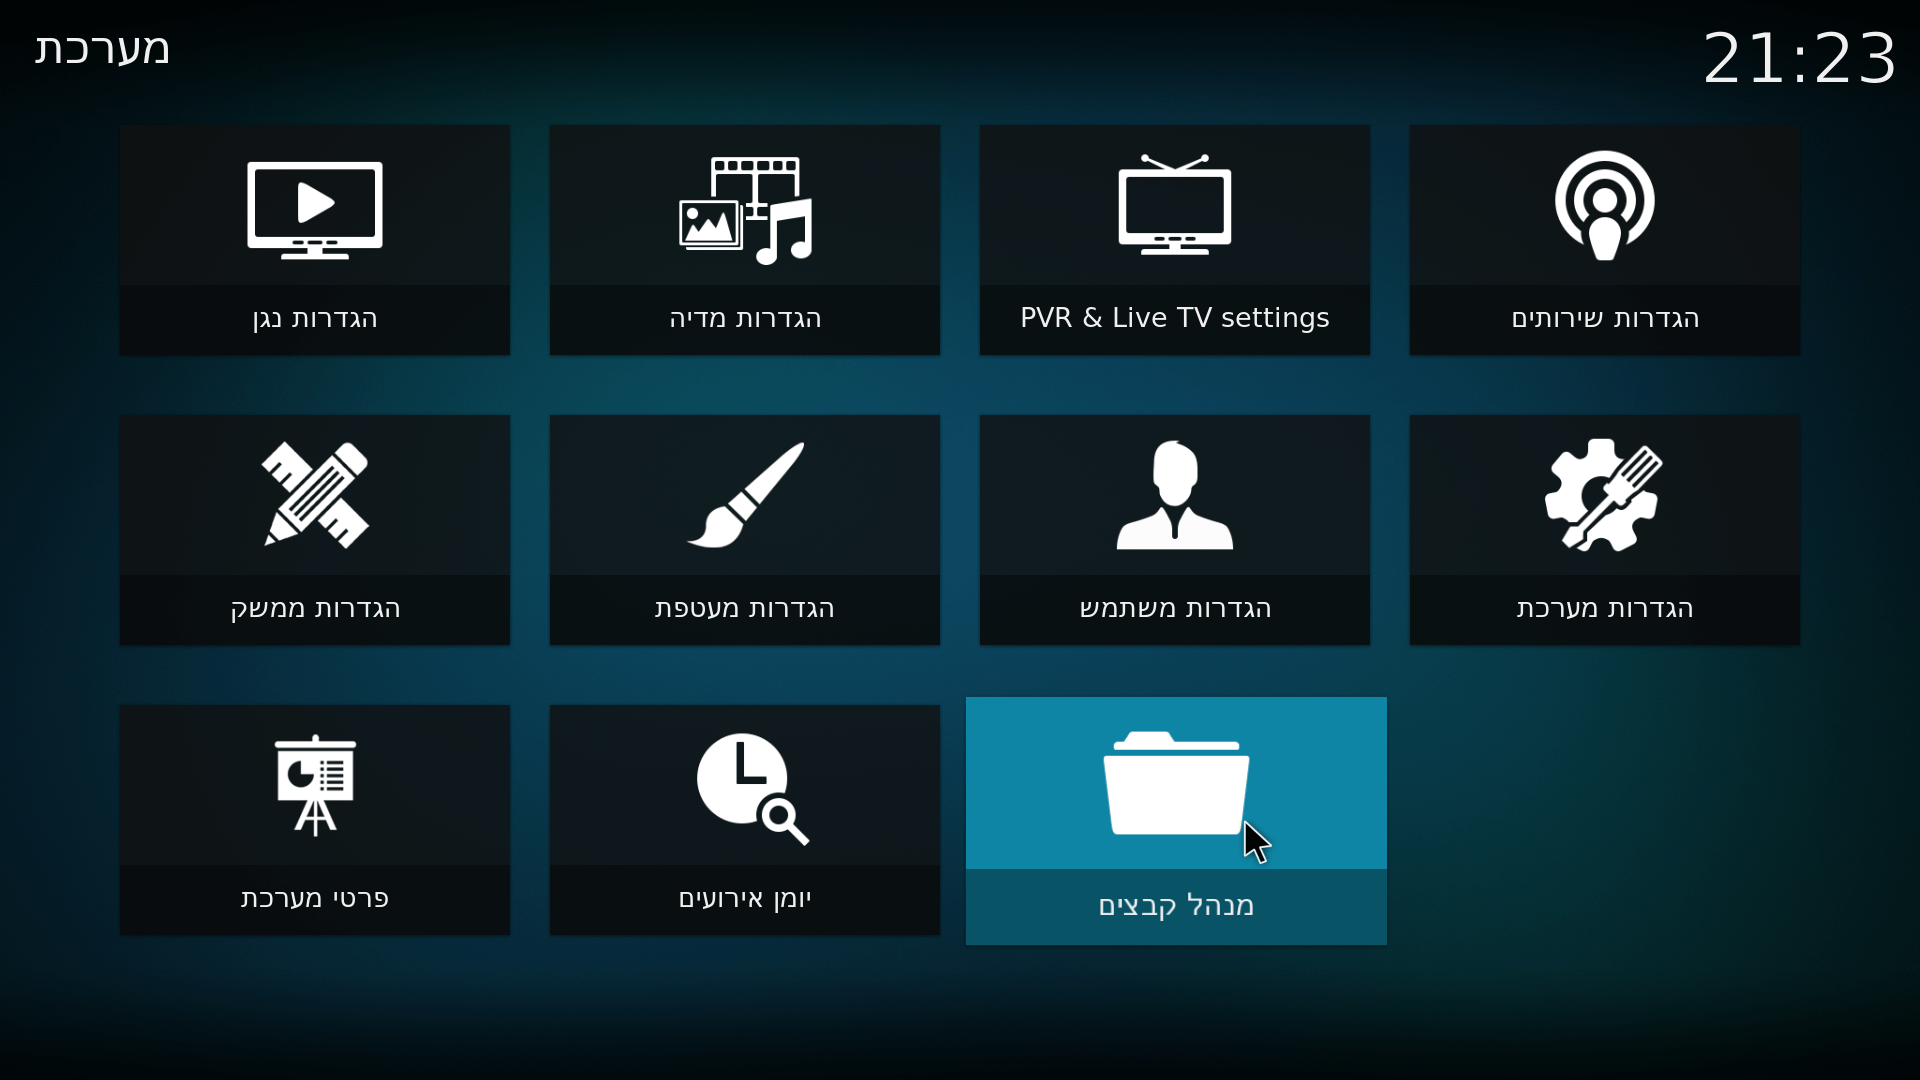 מערכת
21:23
הגדרות נגן
הגדרות מדיה
PVR & Live TV settings
הגדרות שירותים
הגדרות ממשק
הגדרות מעטפת
הגדרות משתמש
הגדרות מערכת
פרטי מערכת
יומן אירועים
מנהל קבצים